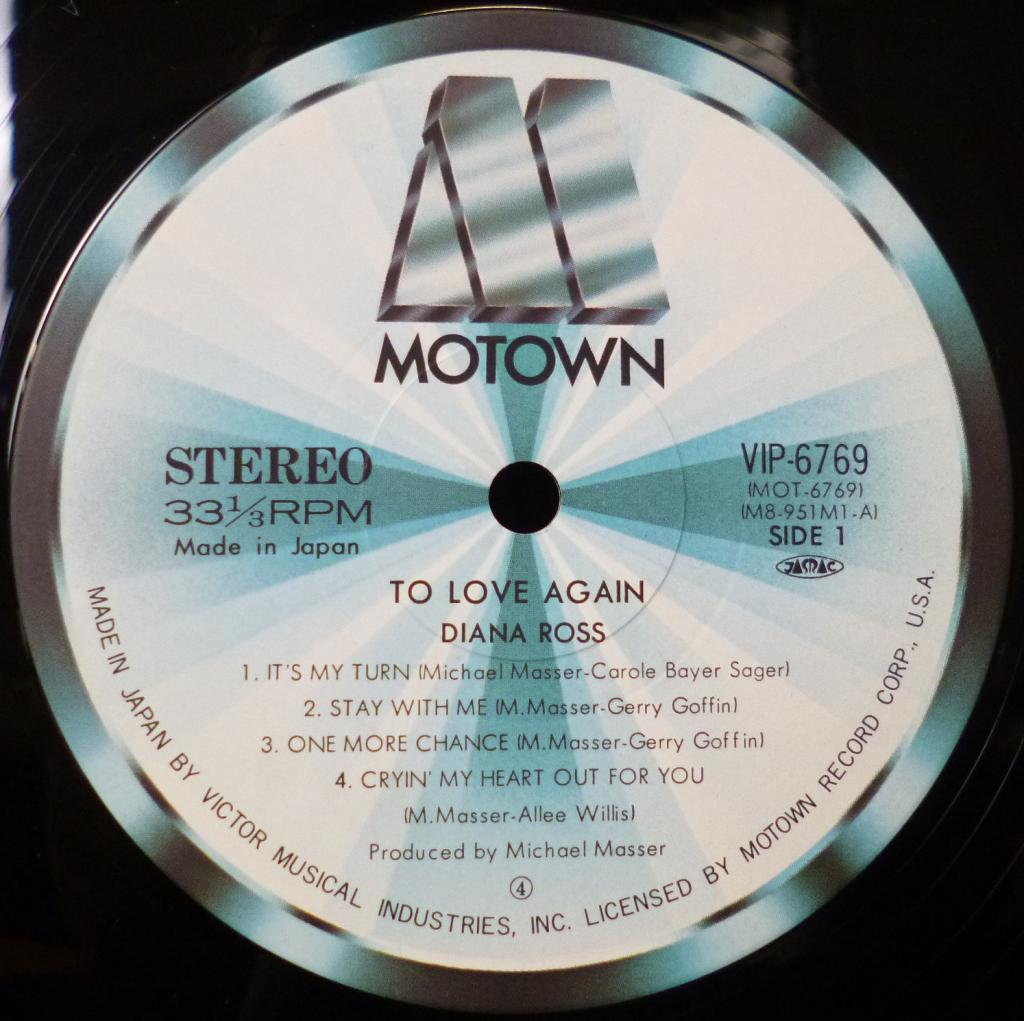 MOTOWN
STEREO
33⅓RPM
Made in Japan
VIP-6769
(MOT-6769)
(M8-951M1-A)
SIDE 1
JASRAC
TO LOVE AGAIN
DIANA ROSS
1. IT'S MY TURN (Michael Masser-Carole Bayer Sager)
2. STAY WITH ME (M.Masser-Gerry Goffin)
3. ONE MORE CHANCE (M.Masser-Gerry Goffin)
4. CRYIN' MY HEART OUT FOR YOU
(M.Masser-Allee Willis)
Produced by Michael Masser
④
MADE IN JAPAN BY VICTOR MUSICAL INDUSTRIES, INC. LICENSED BY MOTOWN RECORD CORP., U.S.A.